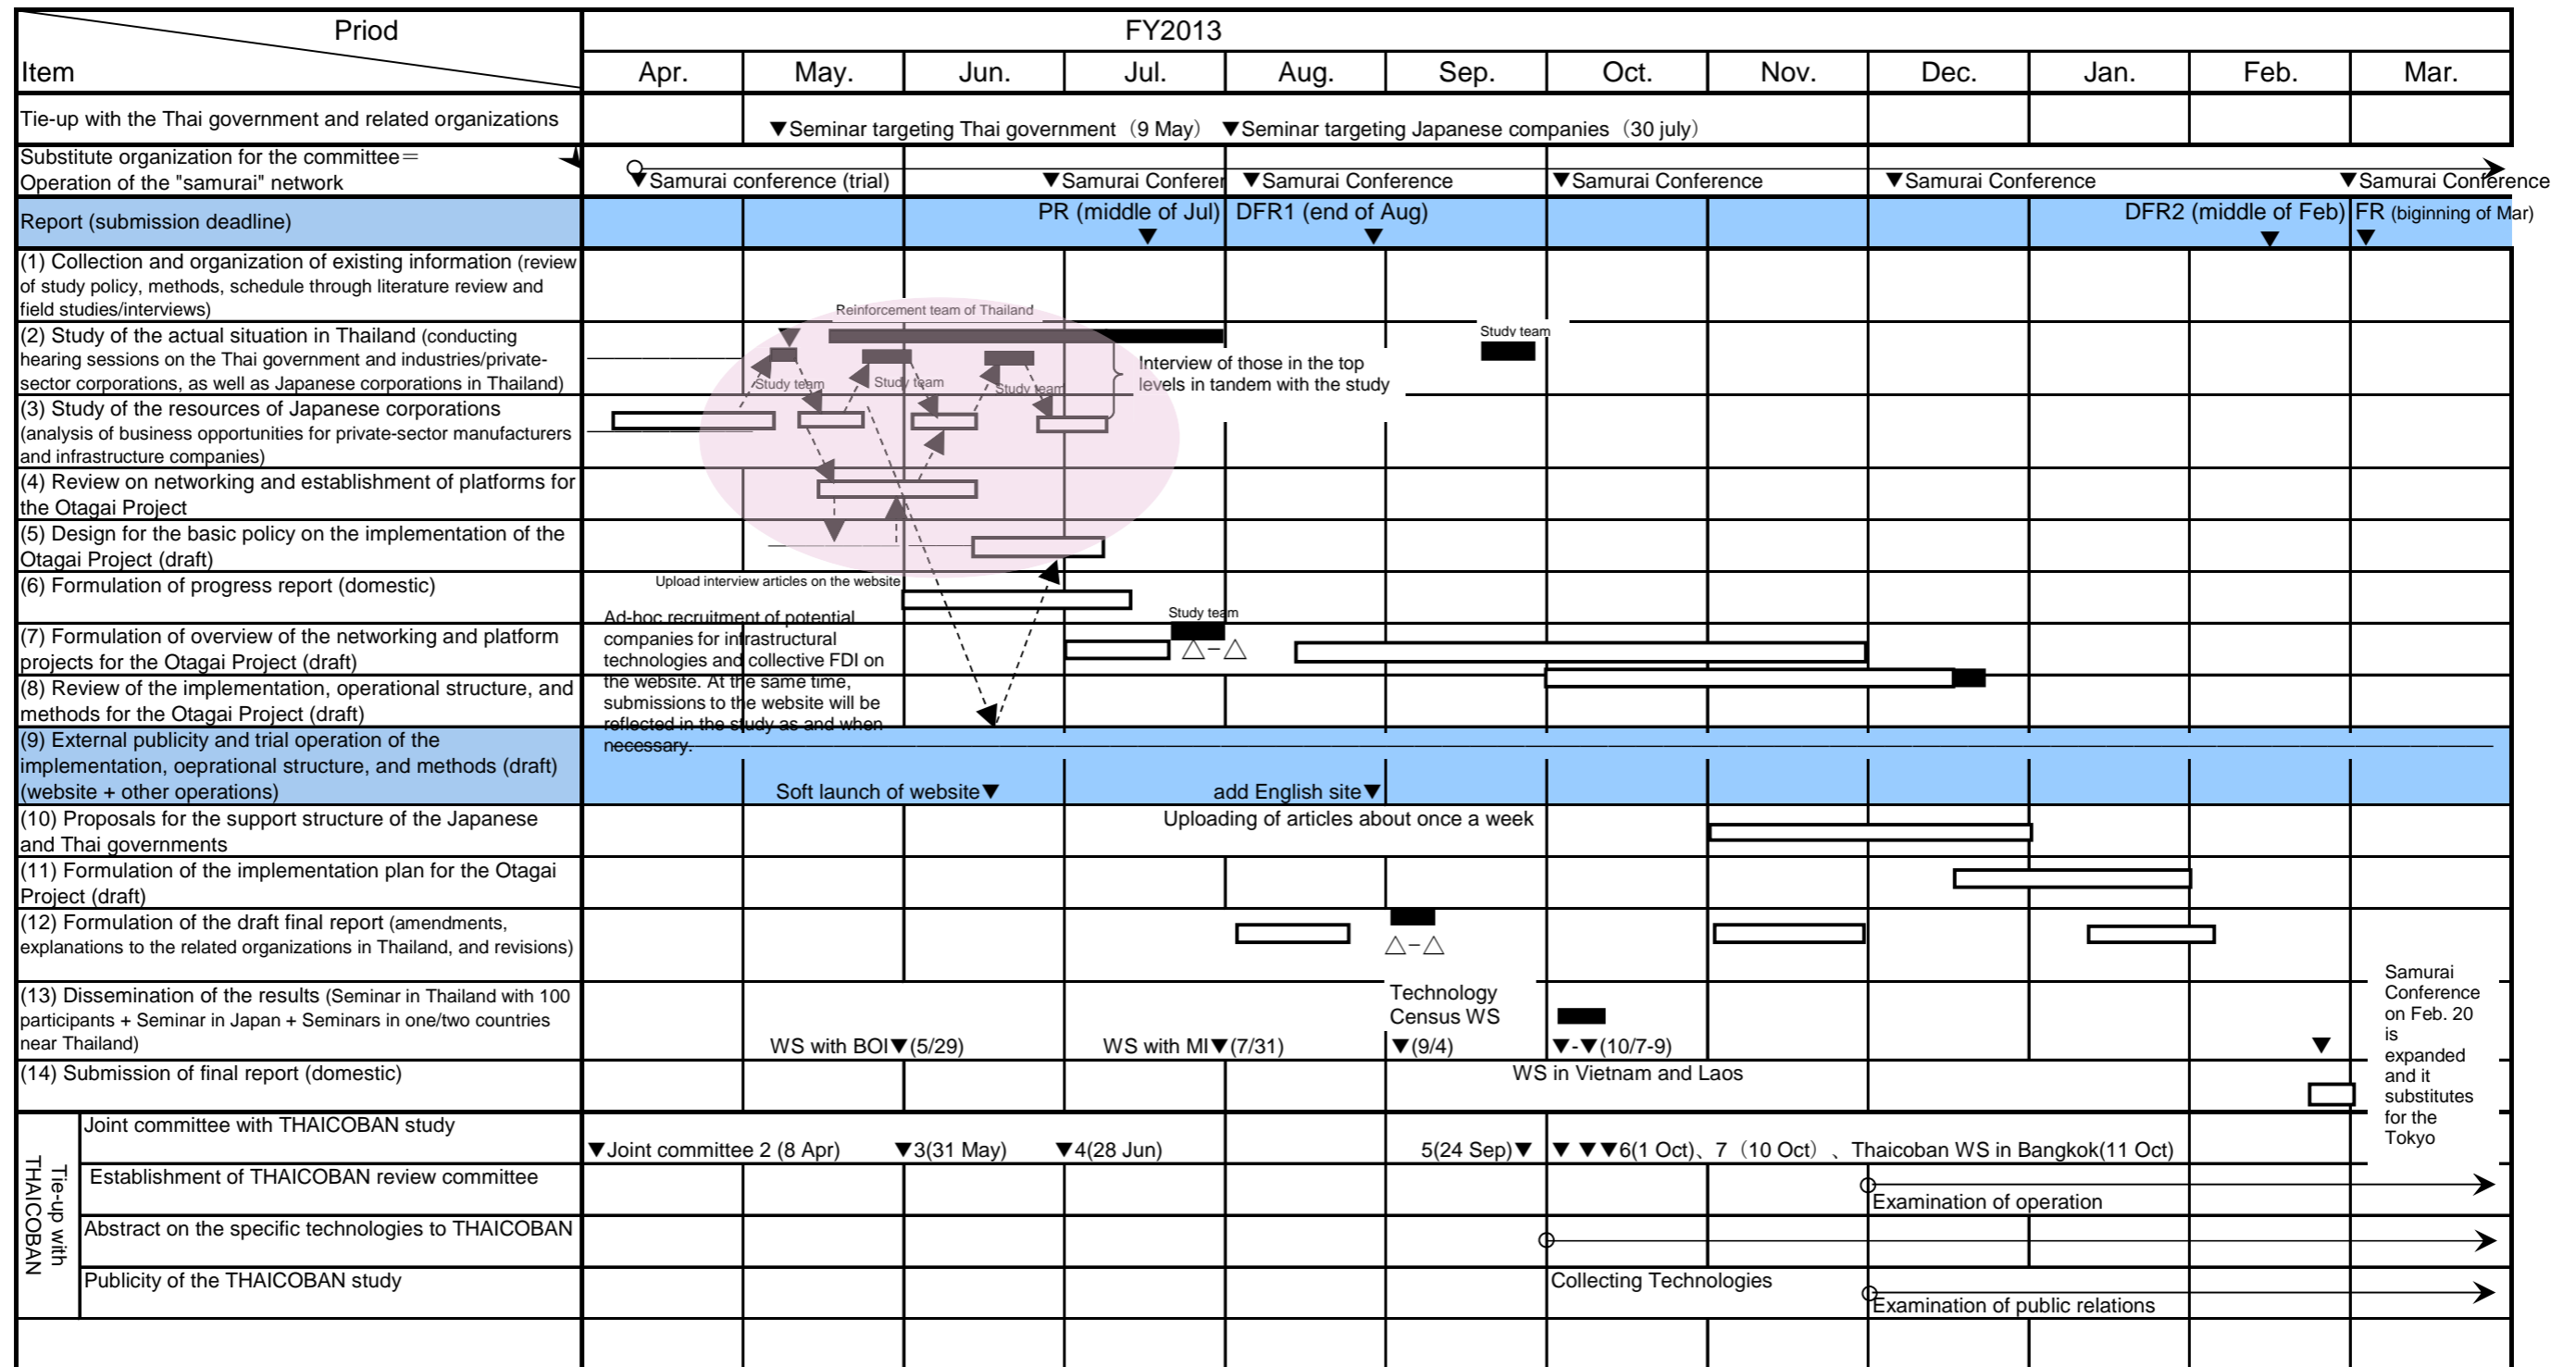 Priod
FY2013
Item
Apr.
May.
Jun.
Jul.
Aug.
Sep.
Oct.
Nov.
Dec.
Jan.
Feb.
Mar.
Tie-up with the Thai government and related organizations
▼Seminar targeting Thai government（9 May）
▼Seminar targeting Japanese companies（30 july）
Substitute organization for the committee＝
Operation of the "samurai" network
▼Samurai conference (trial)
▼Samurai Conferer
▼Samurai Conference
▼Samurai Conference
▼Samurai Conference
▼Samurai Conference
Report (submission deadline)
PR (middle of Jul)
DFR1 (end of Aug)
DFR2 (middle of Feb)
FR (biginning of Mar)
▼
▼
▼
▼
(1) Collection and organization of existing information (review
of study policy, methods, schedule through literature review and
field studies/interviews)
Reinforcement team of Thailand
(2) Study of the actual situation in Thailand (conducting
hearing sessions on the Thai government and industries/private-
sector corporations, as well as Japanese corporations in Thailand)
Study team
Study team
Study team
Interview of those in the top
levels in tandem with the study
Study team
(3) Study of the resources of Japanese corporations
(analysis of business opportunities for private-sector manufacturers
and infrastructure companies)
(4) Review on networking and establishment of platforms for
the Otagai Project
(5) Design for the basic policy on the implementation of the
Otagai Project (draft)
(6) Formulation of progress report (domestic)
Upload interview articles on the website
Ad-hoc recruitment of potential
companies for infrastructural
technologies and collective FDI on
the website. At the same time,
submissions to the website will be
reflected in the study as and when
necessary.
Study team
(7) Formulation of overview of the networking and platform
projects for the Otagai Project (draft)
△−△
(8) Review of the implementation, operational structure, and
methods for the Otagai Project (draft)
(9) External publicity and trial operation of the
implementation, oeprational structure, and methods (draft)
(website + other operations)
Soft launch of website▼
add English site▼
(10) Proposals for the support structure of the Japanese
and Thai governments
Uploading of articles about once a week
(11) Formulation of the implementation plan for the Otagai
Project (draft)
(12) Formulation of the draft final report (amendments,
explanations to the related organizations in Thailand, and revisions)
△−△
Samurai
Conference
on Feb. 20
is
expanded
and it
substitutes
for the
Tokyo
(13) Dissemination of the results (Seminar in Thailand with 100
participants + Seminar in Japan + Seminars in one/two countries
near Thailand)
WS with BOI▼(5/29)
WS with MI▼(7/31)
Technology
Census WS
▼(9/4)
▼-▼(10/7-9)
▼
(14) Submission of final report (domestic)
WS in Vietnam and Laos
Tie-up with
THAICOBAN
Joint committee with THAICOBAN study
▼Joint committee 2 (8 Apr)
▼3(31 May)
▼4(28 Jun)
5(24 Sep)▼
▼ ▼▼6(1 Oct)、7（10 Oct）、Thaicoban WS in Bangkok(11 Oct)
Establishment of THAICOBAN review committee
Examination of operation
Abstract on the specific technologies to THAICOBAN
Publicity of the THAICOBAN study
Collecting Technologies
Examination of public relations